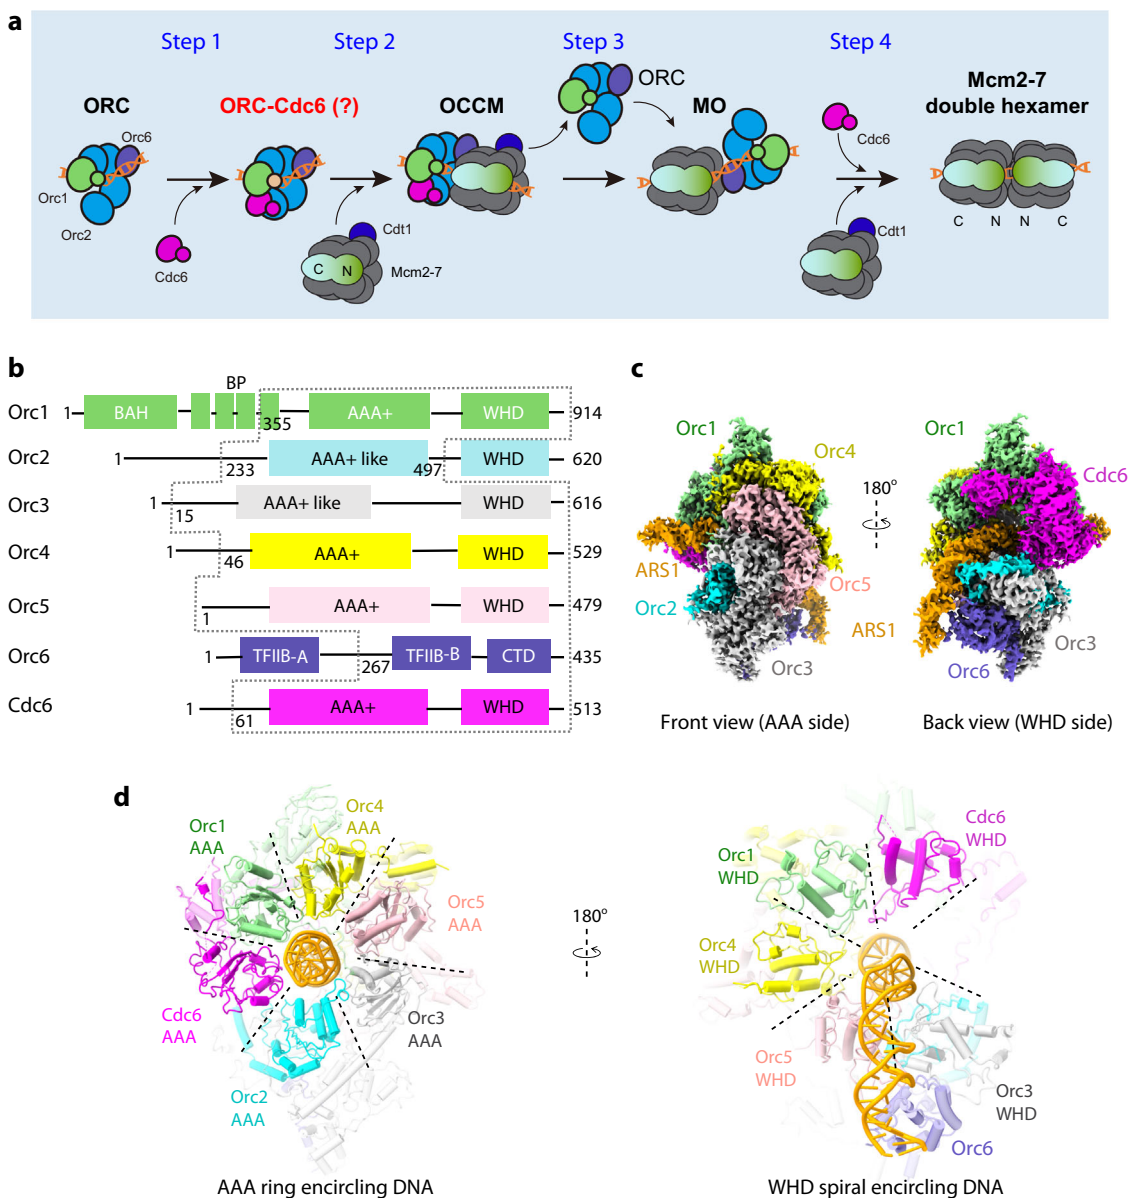 a
Step 1
Step 2
Step 3
Step 4
ORC
ORC-Cdc6 (?)
OCCM
ORC
MO
Mcm2-7
double hexamer
Orc6
Orc1
Orc2
Cdc6
Cdt1
C N
Mcm2-7
Cdc6
Cdt1
C N N C
b
BP
Orc1 1 BAH 355 AAA+ WHD 914
Orc2 1 233 AAA+ like 497 WHD 620
Orc3 1 15 AAA+ like WHD 616
Orc4 1 46 AAA+ WHD 529
Orc5 1 AAA+ WHD 479
Orc6 1 TFIIB-A 267 TFIIB-B CTD 435
Cdc6 1 61 AAA+ WHD 513
c
Orc1
Orc4
ARS1
Orc2
Orc5
Orc3
180°
Orc1
Cdc6
ARS1
Orc6
Orc3
Front view (AAA side)
Back view (WHD side)
d
Orc4
AAA
Orc1
AAA
Orc5
AAA
Cdc6
AAA
Orc3
AAA
Orc2
AAA
180°
Cdc6
WHD
Orc1
WHD
Orc4
WHD
Orc5
WHD
Orc3
WHD
Orc6
AAA ring encircling DNA
WHD spiral encircling DNA